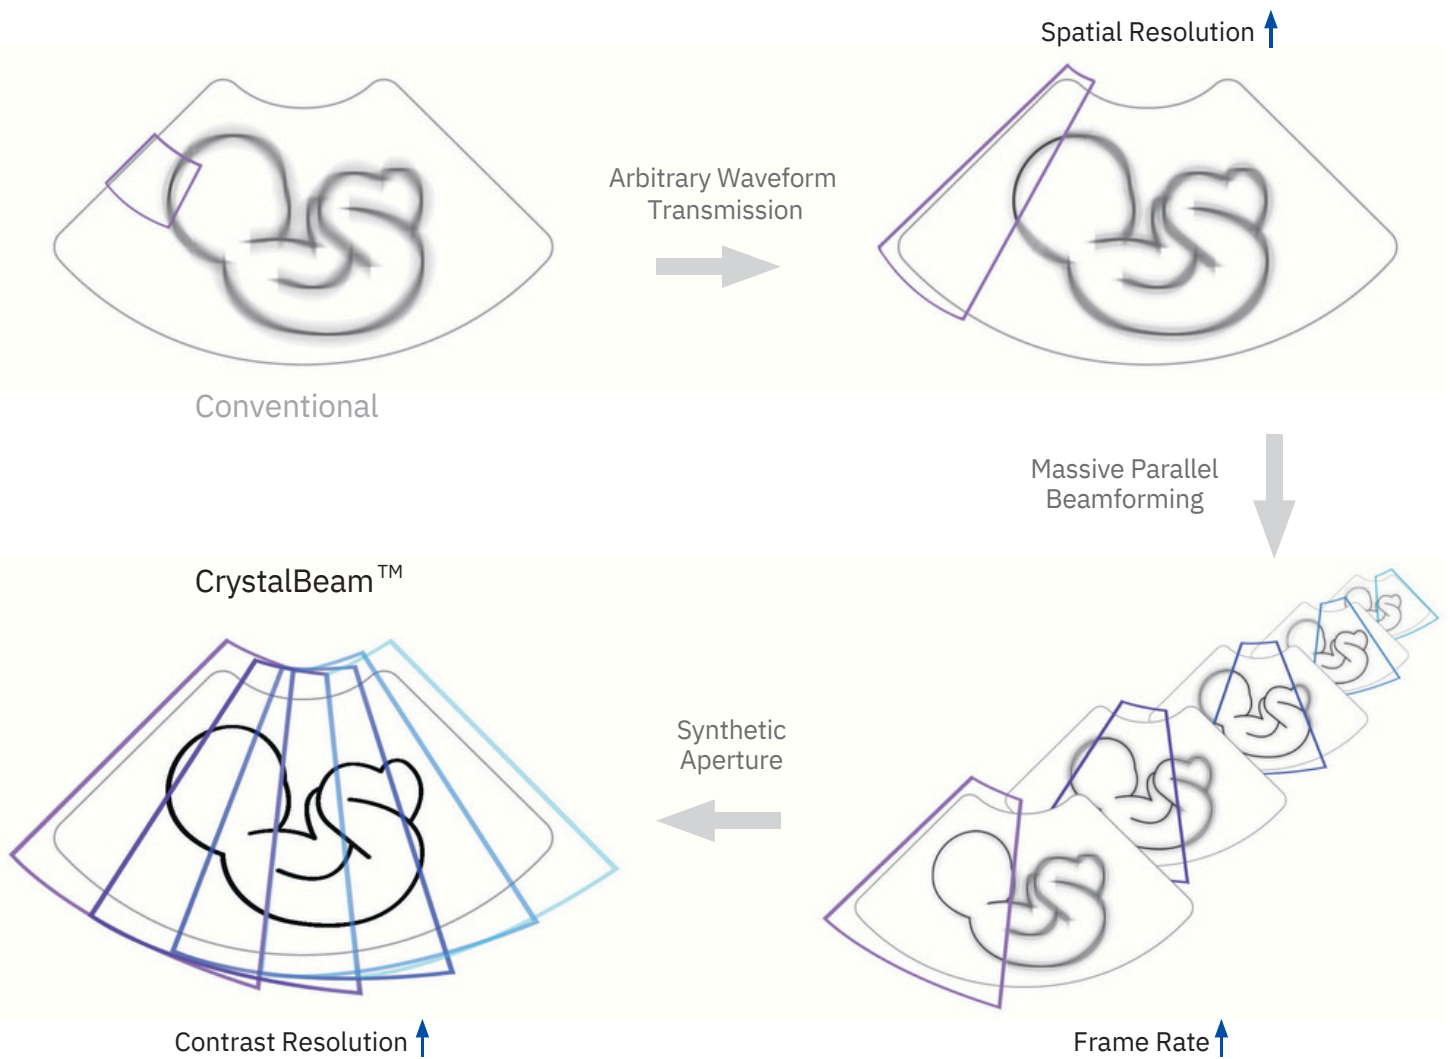 Spatial Resolution
Arbitrary Waveform
Transmission
Conventional
Massive Parallel
Beamforming
CrystalBeam™
Synthetic
Aperture
Contrast Resolution
Frame Rate